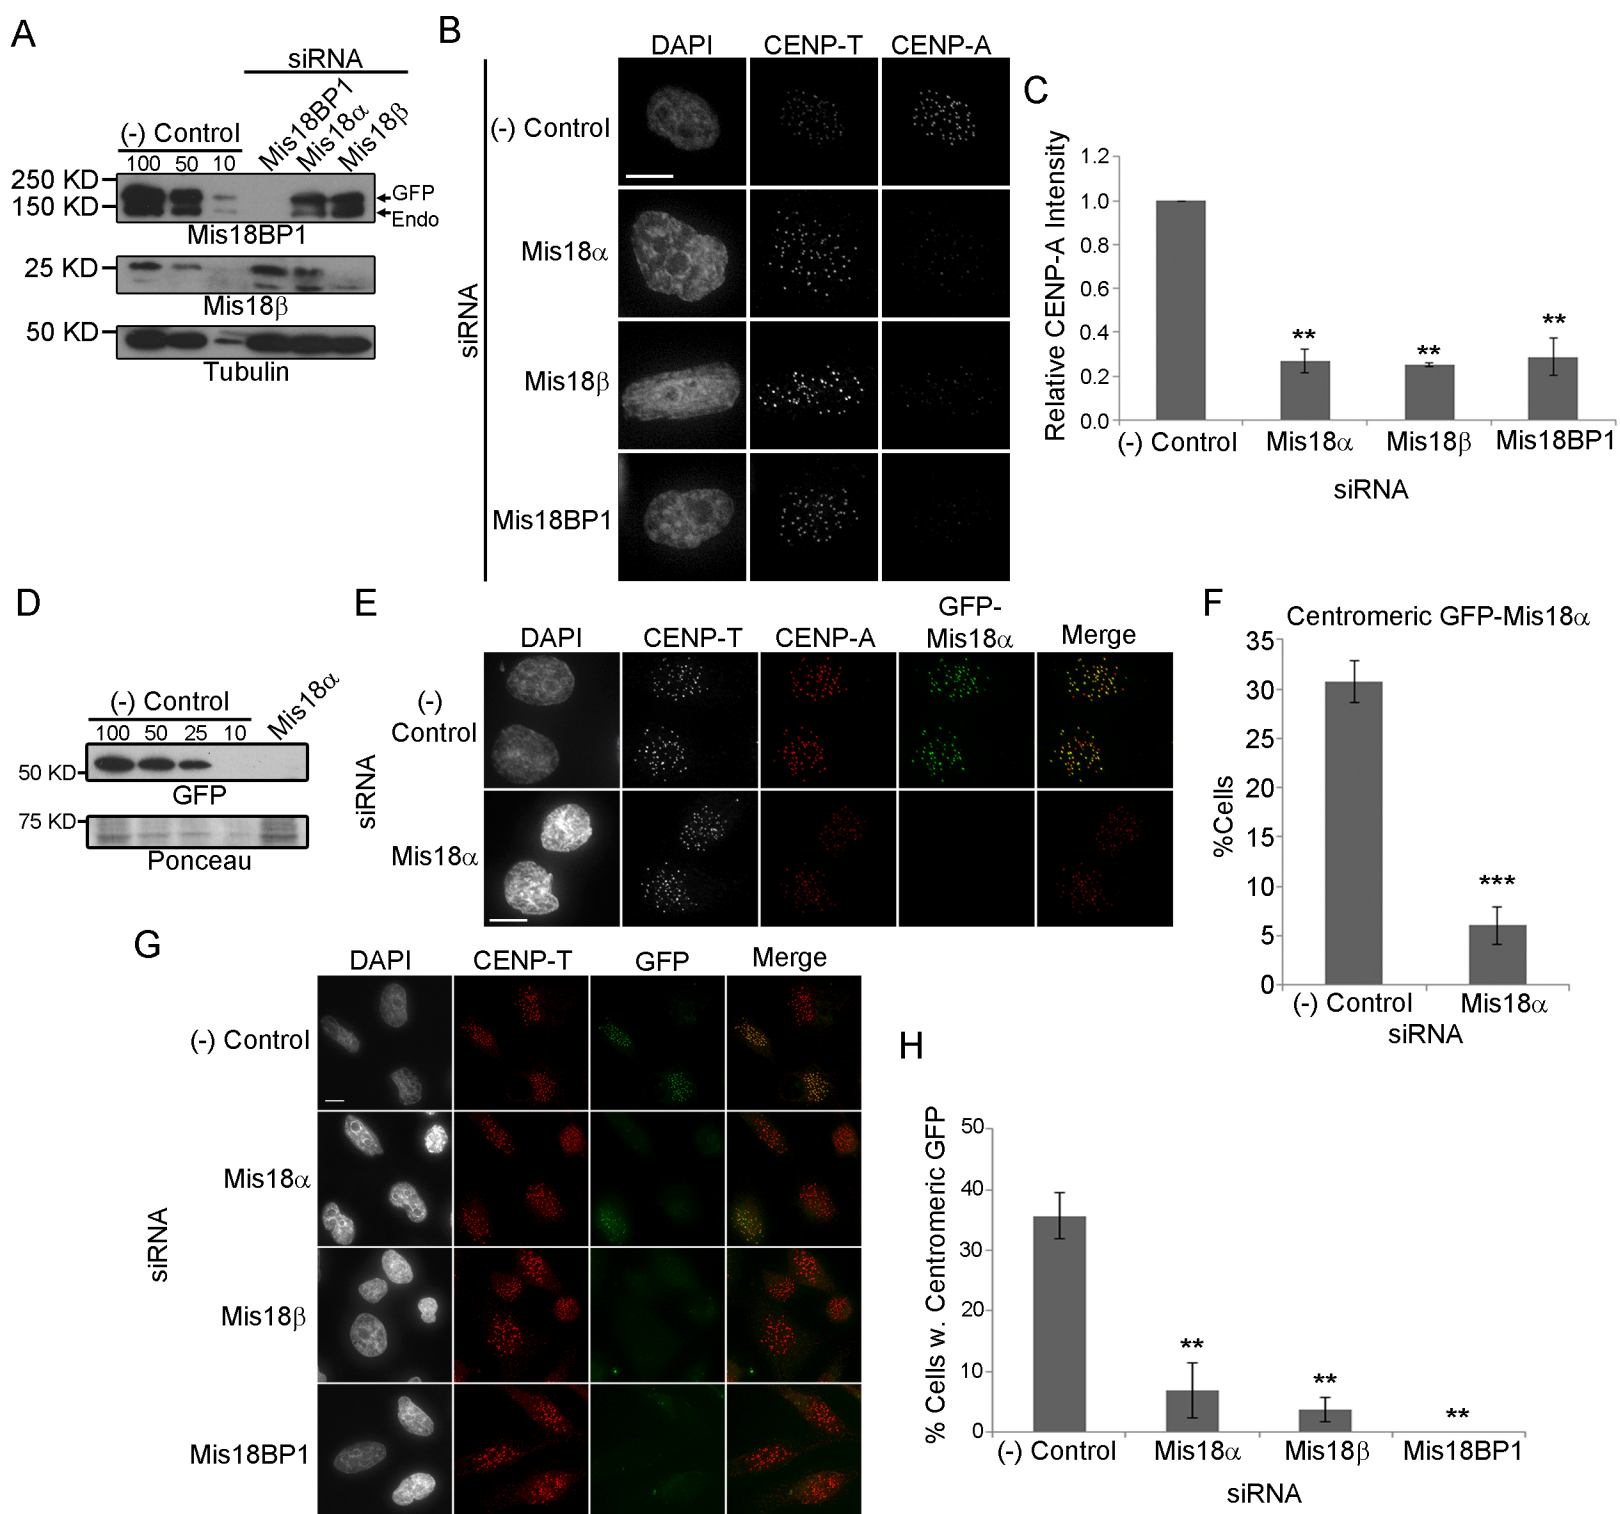 A
siRNA
(-) Control
Mis18BP1
Mis18α
Mis18β
100 50 10
250 KD
150 KD
GFP
Endo
Mis18BP1
25 KD
Mis18β
50 KD
Tubulin
B
DAPI CENP-T CENP-A
siRNA
(-) Control
Mis18α
Mis18β
Mis18BP1
C
Relative CENP-A Intensity
1.2
1.0
0.8
0.6
0.4
0.2
0.0
** ** **
(-) Control Mis18α Mis18β Mis18BP1
siRNA
D
(-) Control
Mis18α
100 50 25 10
50 KD
GFP
75 KD
Ponceau
E
DAPI CENP-T CENP-A GFP-Mis18α Merge
siRNA
(-) Control
Mis18α
F
Centromeric GFP-Mis18α
%Cells
35
30
25
20
15
10
5
0
***
(-) Control Mis18α
siRNA
G
DAPI CENP-T GFP Merge
siRNA
(-) Control
Mis18α
Mis18β
Mis18BP1
H
% Cells w. Centromeric GFP
50
40
30
20
10
0
** ** **
(-) Control Mis18α Mis18β Mis18BP1
siRNA